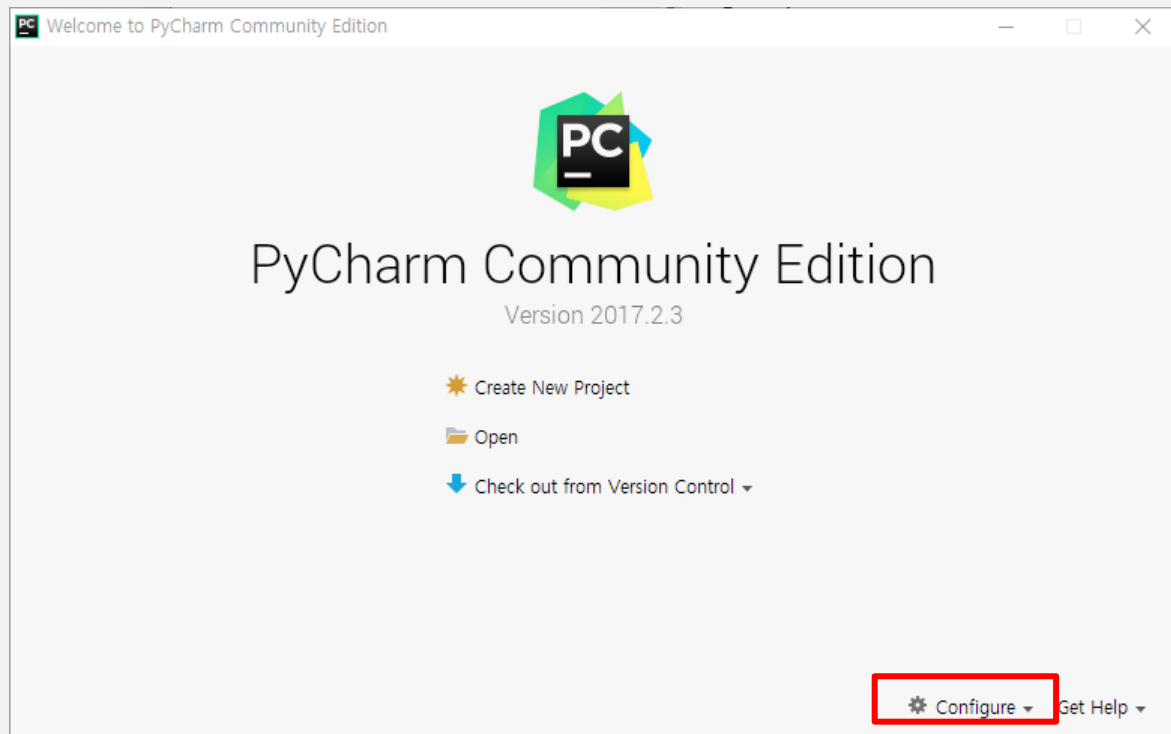 PC Welcome to PyCharm Community Edition
PC
PyCharm Community Edition
Version 2017.2.3
Create New Project
Open
Check out from Version Control
Configure Get Help